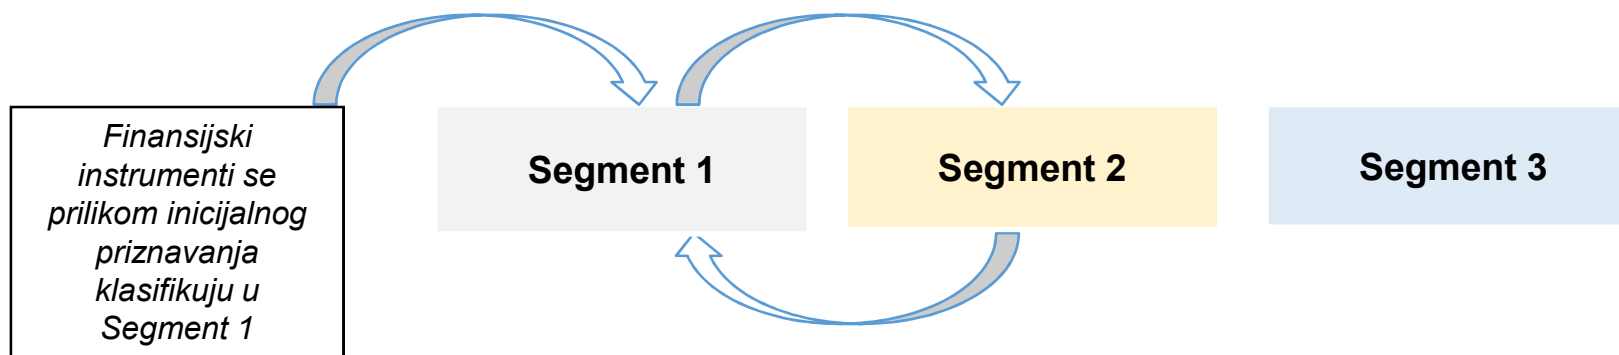 Finansijski
instrumenti se
prilikom inicijalnog
priznavanja
klasifikuju u
Segment 1
Segment 1
Segment 2
Segment 3